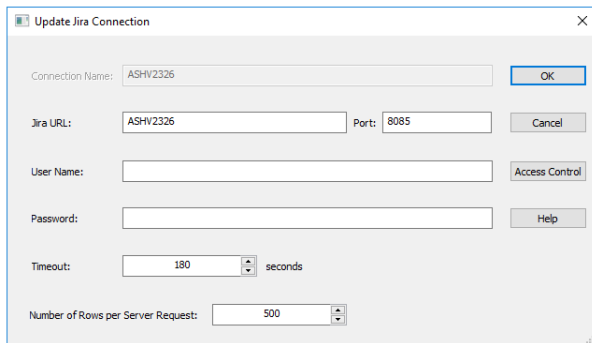 Update Jira Connection
Connection Name: ASHV2326 OK
Jira URL: ASHV2326 Port: 8085 Cancel
User Name: Access Control
Password: Help
Timeout: 180 seconds
Number of Rows per Server Request: 500